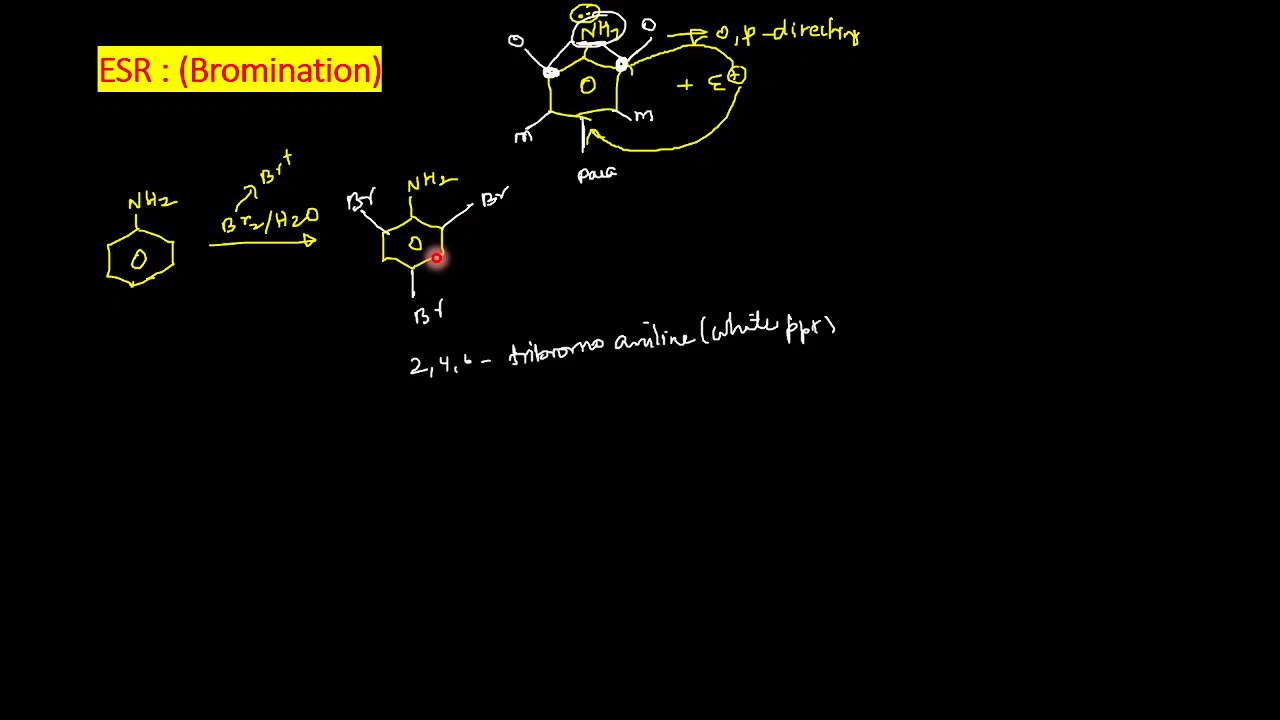 NH2
O O → o, p-directing
ESR : (Bromination)
O + E+
m m
para
Br+
NH2 Br2/H2O Br NH2 Br
O O
Br
2,4,6- tribromo aniline (white ppt)